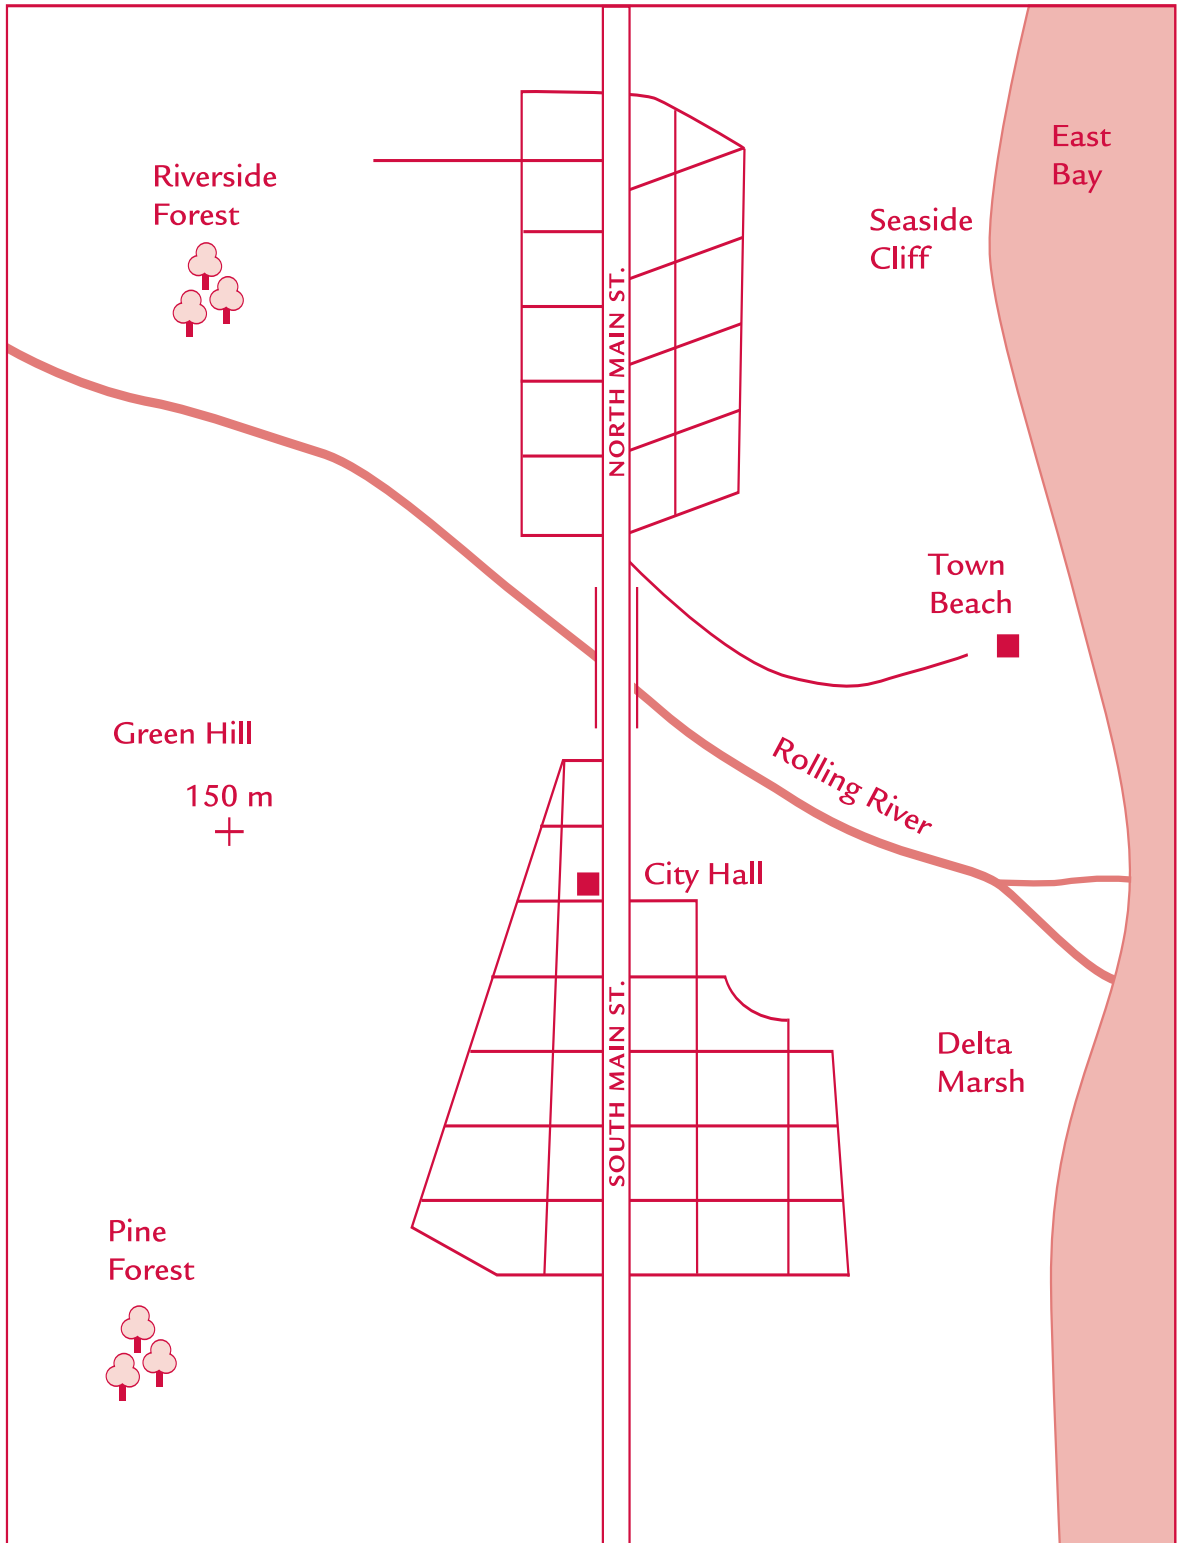 East
Bay
Riverside
Forest
Seaside
Cliff
NORTH MAIN ST.
Town
Beach
Green Hill
150 m
Rolling River
City Hall
SOUTH MAIN ST.
Delta
Marsh
Pine
Forest